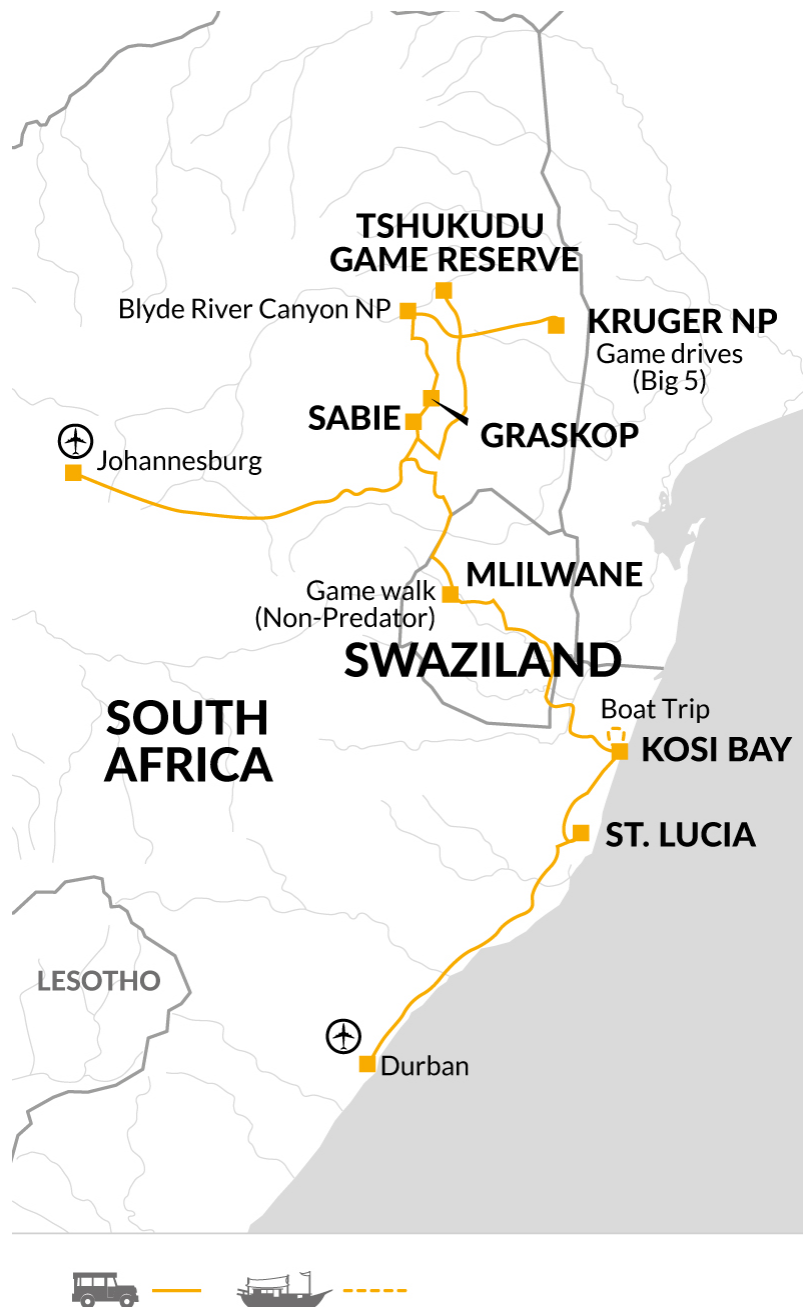 TSHUKUDU
GAME RESERVE
Blyde River Canyon NP
KRUGER NP
Game drives
(Big 5)
SABIE
GRASKOP
Johannesburg
MLILWANE
Game walk
(Non-Predator)
SWAZILAND
SOUTH
AFRICA
Boat Trip
KOSI BAY
ST. LUCIA
LESOTHO
Durban